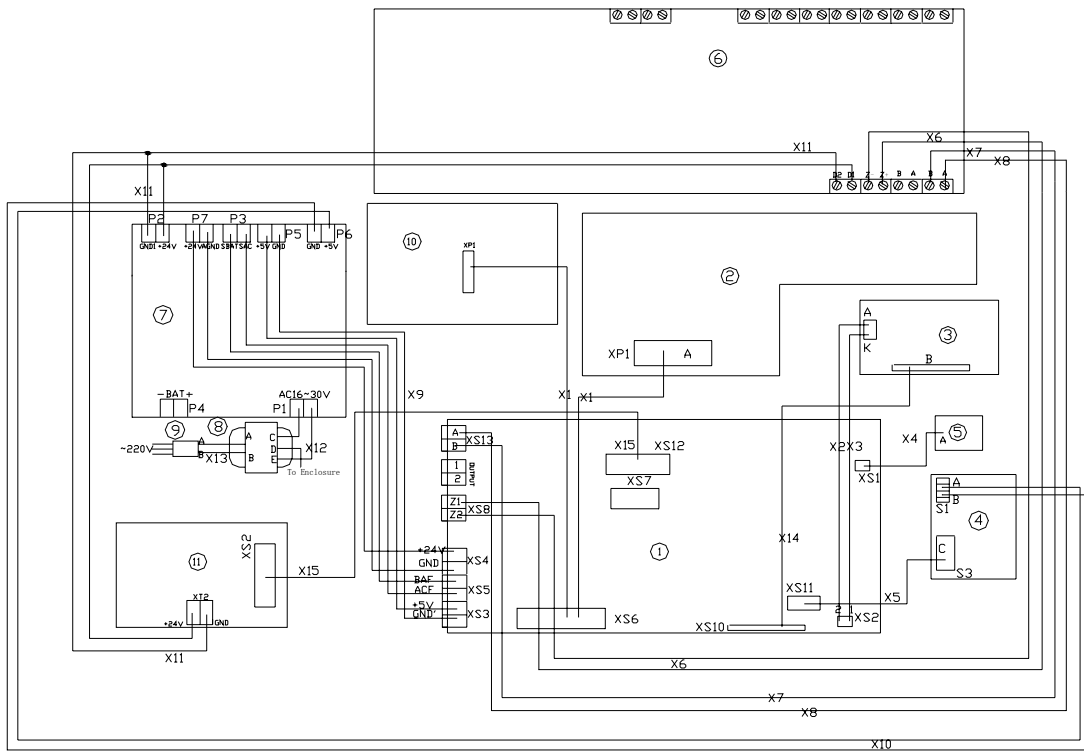 ⑥
X6
X11
X7
X8
D2 D1 Z- Z- B A B A
X11
P2 P7 P3 P5 P6
GND1 +24V +24V AGND SBAT SAC +5V GND GND +5V
⑩
XP1
②
⑦
A
③
K
XP1 A
B
X1
X1
X9
-BAT+
P4
AC16~30V
P1
⑧
⑨
A
C
D
B
E
~220V
A
B
X13
X12
To Enclosure
A
B
XS13
X15 XS12
X2 X3
X4
⑤
A
1
2
OUTPUT
XS7
XS1
Z1
Z2
XS8
A
B
S1
④
①
X14
+24V
GND
XS4
C
S3
BAF
ACF
XS5
XS11
X5
+5V
GND'
XS3
XS6
2 1
XS2
XS10
⑪
XS2
X15
XT2
+24V
GND
X11
X6
X7
X8
X10